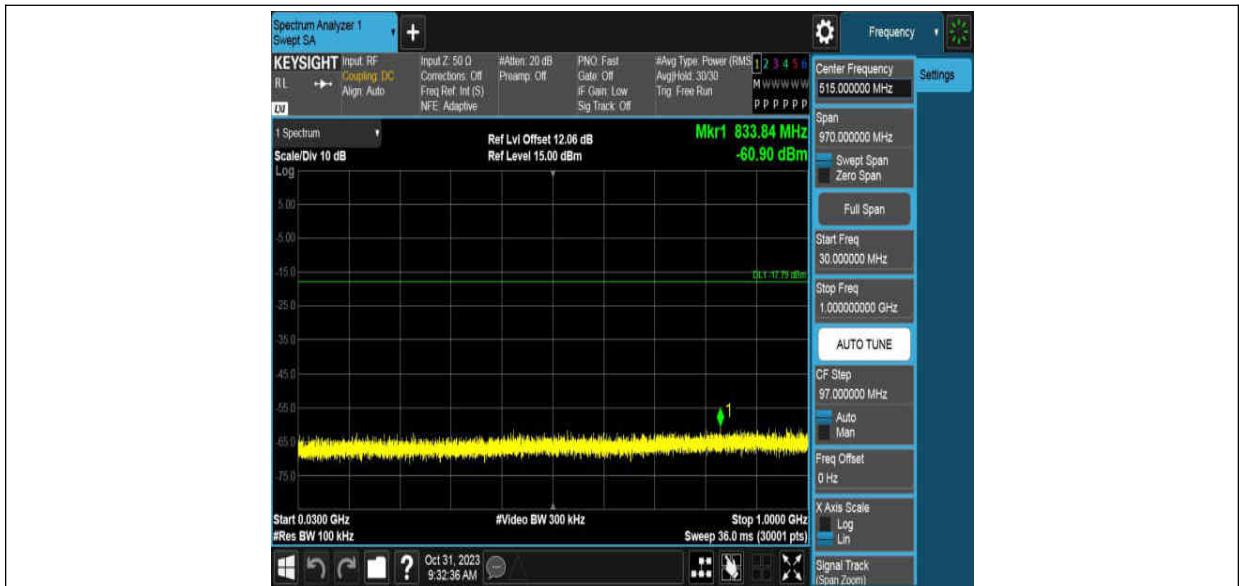 Spectrum Analyzer 1
Swept SA
+
Frequency
KEYSIGHT
RL
LXI
Input: RF
Coupling: DC
Align: Auto
Input Z: 50 Ω
Corrections: Off
Freq Ref: Int (S)
NFE: Adaptive
#Atten: 20 dB
Preamp: Off
PNO: Fast
Gate: Off
IF Gain: Low
Sig Track: Off
#Avg Type: Power (RMS
Avg|Hold: 30/30
Trig: Free Run
1 2 3 4 5 6
M W W W W W
P P P P P P
Center Frequency
515.000000 MHz
Settings
1 Spectrum
Scale/Div 10 dB
Log
Ref Lvl Offset 12.06 dB
Ref Level 15.00 dBm
Mkr1 833.84 MHz
-60.90 dBm
Span
970.000000 MHz
Swept Span
Zero Span
Full Span
5.00
-5.00
-15.0
DL1 -17.79 dBm
-25.0
-35.0
-45.0
-55.0
1
-65.0
-75.0
Start Freq
30.000000 MHz
Stop Freq
1.000000000 GHz
AUTO TUNE
CF Step
97.000000 MHz
Auto
Man
Freq Offset
0 Hz
X Axis Scale
Log
Lin
Signal Track
(Span Zoom)
Start 0.0300 GHz
#Res BW 100 kHz
#Video BW 300 kHz
Stop 1.0000 GHz
Sweep 36.0 ms (30001 pts)
?
Oct 31, 2023
9:32:36 AM